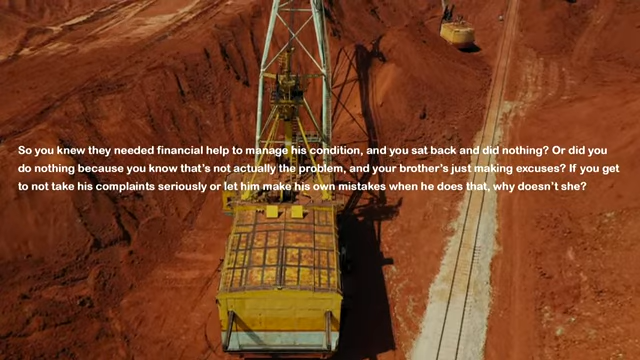 So you knew they needed financial help to manage his condition, and you sat back and did nothing? Or did you
do nothing because you know that's not actually the problem, and your brother's just making excuses? If you get
to not take his complaints seriously or let him make his own mistakes when he does that, why doesn't she?